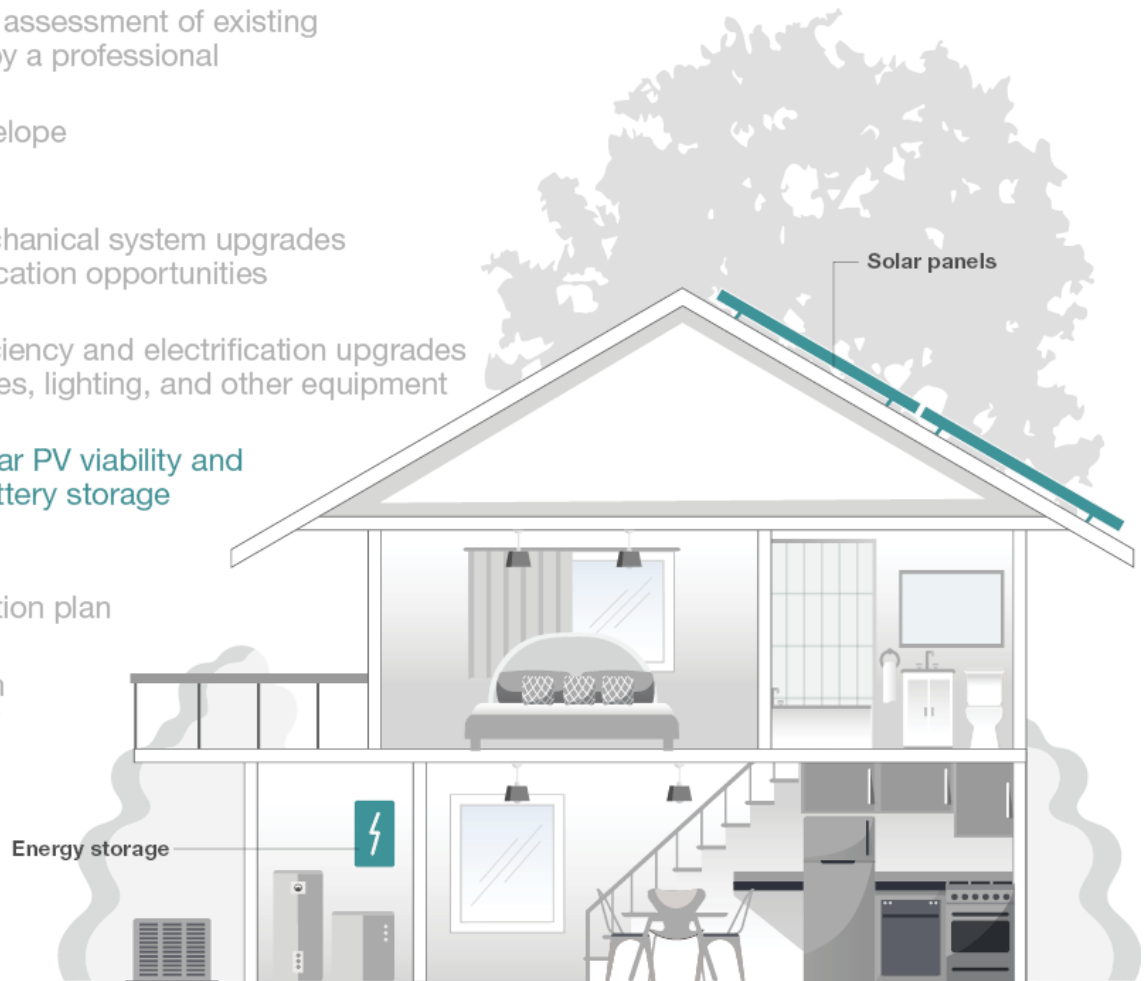 assessment of existing
by a professional
elope
chanical system upgrades
cation opportunities
Solar panels
ciency and electrification upgrades
es, lighting, and other equipment
ar PV viability and
ttery storage
tion plan
Energy storage